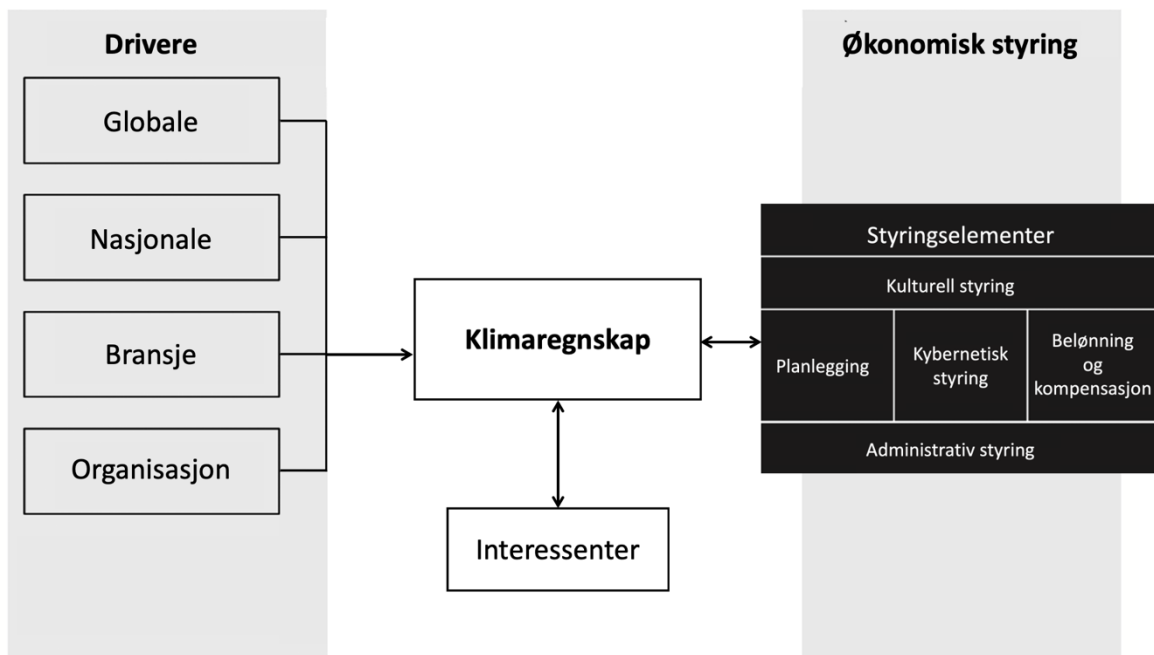 Drivere
Globale
Nasjonale
Bransje
Organisasjon
Klimaregnskap
Interessenter
Økonomisk styring
Styringselementer
Kulturell styring
Planlegging
Kybernetisk
styring
Belønning
og
kompensasjon
Administrativ styring